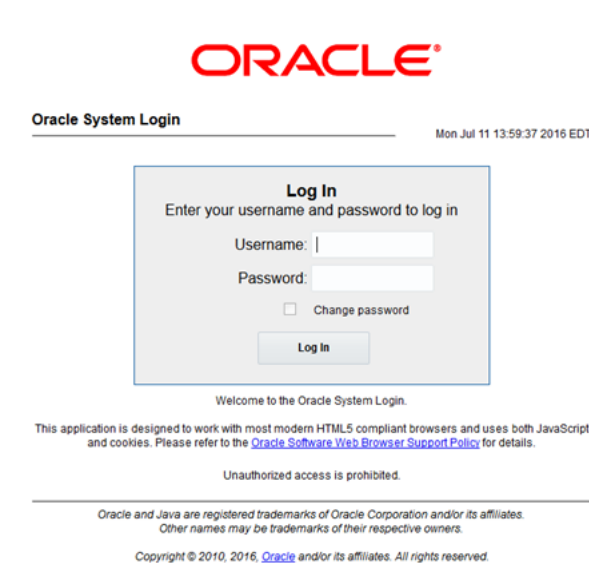 ORACLE®
Oracle System Login
Mon Jul 11 13:59:37 2016 EDT
Log In
Enter your username and password to log in
Username:
Password:
Change password
Log In
Welcome to the Oracle System Login.
This application is designed to work with most modern HTML5 compliant browsers and uses both JavaScript
and cookies. Please refer to the Oracle Software Web Browser Support Policy for details.
Unauthorized access is prohibited.
Oracle and Java are registered trademarks of Oracle Corporation and/or its affiliates.
Other names may be trademarks of their respective owners.
Copyright © 2010, 2016, Oracle and/or its affiliates. All rights reserved.